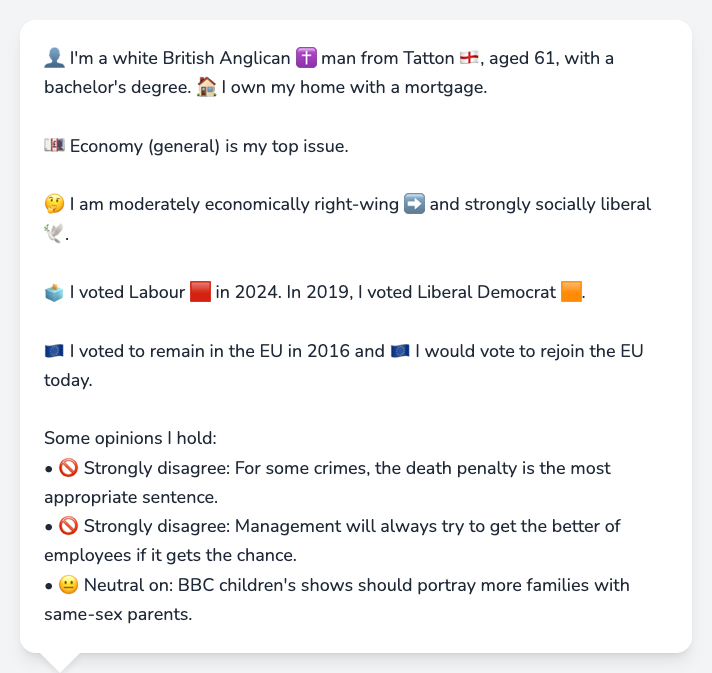 👤 I'm a white British Anglican ✝️ man from Tatton 🏴󠁧󠁢󠁥󠁮󠁧󠁿, aged 61, with a
bachelor's degree. 🏠 I own my home with a mortgage.
💷 Economy (general) is my top issue.
🤔 I am moderately economically right-wing ➡️ and strongly socially liberal
🕊️.
🗳️ I voted Labour 🟥 in 2024. In 2019, I voted Liberal Democrat 🟧.
🇪🇺 I voted to remain in the EU in 2016 and 🇪🇺 I would vote to rejoin the EU
today.
Some opinions I hold:
• 🚫 Strongly disagree: For some crimes, the death penalty is the most
appropriate sentence.
• 🚫 Strongly disagree: Management will always try to get the better of
employees if it gets the chance.
• 😐 Neutral on: BBC children's shows should portray more families with
same-sex parents.